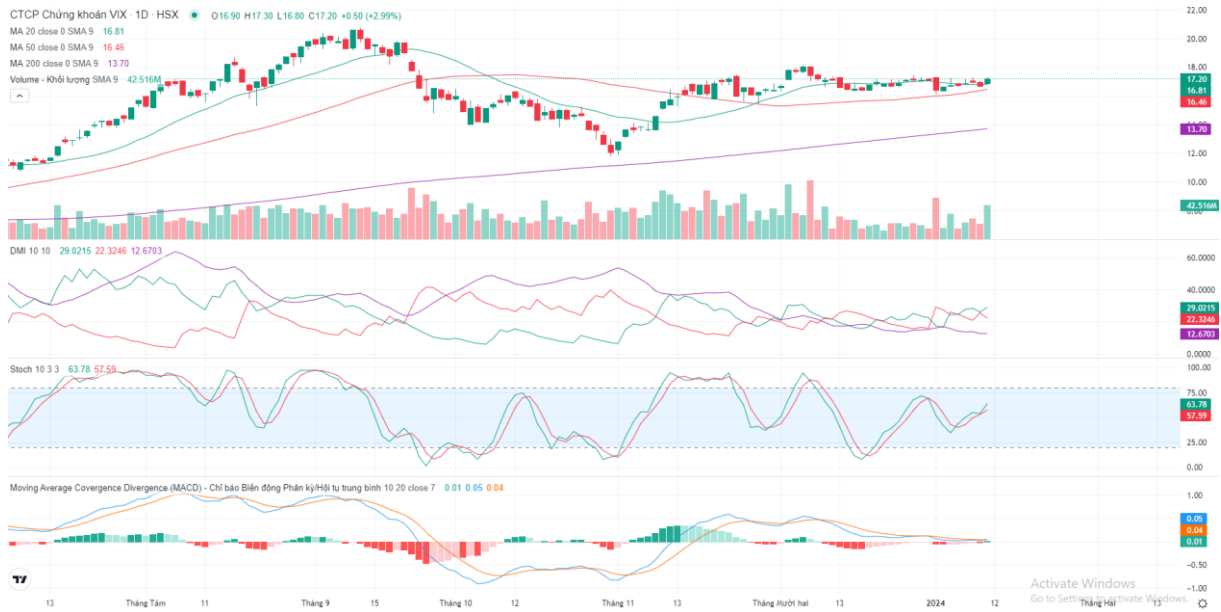 CTCP Chứng khoán VIX · 1D · HSX O16.90 H17.30 L16.80 C17.20 +0.50 (+2.99%)
MA 20 close 0 SMA 9 16.81
MA 50 close 0 SMA 9 16.46
MA 200 close 0 SMA 9 13.70
Volume - Khối lượng SMA 9 42.516M
22.00
20.00
18.00
17.20
16.81
16.46
14.00
13.70
12.00
10.00
42.516M
8.00
DMI 10 10 29.0215 22.3246 12.6703
60.0000
40.0000
29.0215
22.3246
12.6703
0.0000
Stoch 10 3 3 63.78 57.59
100.00
75.00
63.78
57.59
25.00
0.00
Moving Average Covergence Divergence (MACD) - Chỉ báo Biến động Phân kỳ/Hội tụ trung bình 10 20 close 7 0.01 0.05 0.04
1.00
0.05
0.04
0.01
-0.50
-1.00
Activate Windows
Go to Settings to activate Windows.
13 Tháng Tám 11 Tháng 9 15 Tháng 10 12 Tháng 11 13 Tháng Mười hai 13 2024 12 Tháng Hai 13